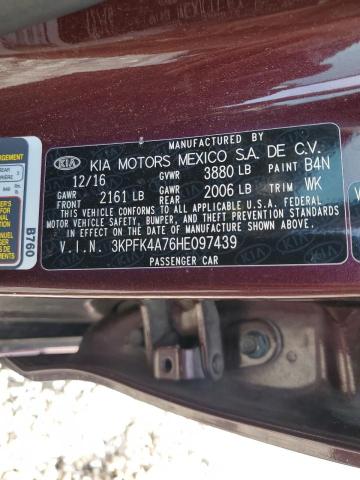 MANUFACTURED BY
KIA KIA MOTORS MEXICO S.A. DE C.V.
12/16 GVWR 3880 LB PAINT B4N
GAWR FRONT 2161 LB GAWR REAR 2006 LB TRIM WK
THIS VEHICLE CONFORMS TO ALL APPLICABLE U.S.A. FEDERAL
MOTOR VEHICLE SAFETY, BUMPER, AND THEFT PREVENTION STANDARDS
IN EFFECT ON THE DATE OF MANUFACTURE SHOWN ABOVE.
V.I.N. 3KPFK4A76HE097439
PASSENGER CAR
B760